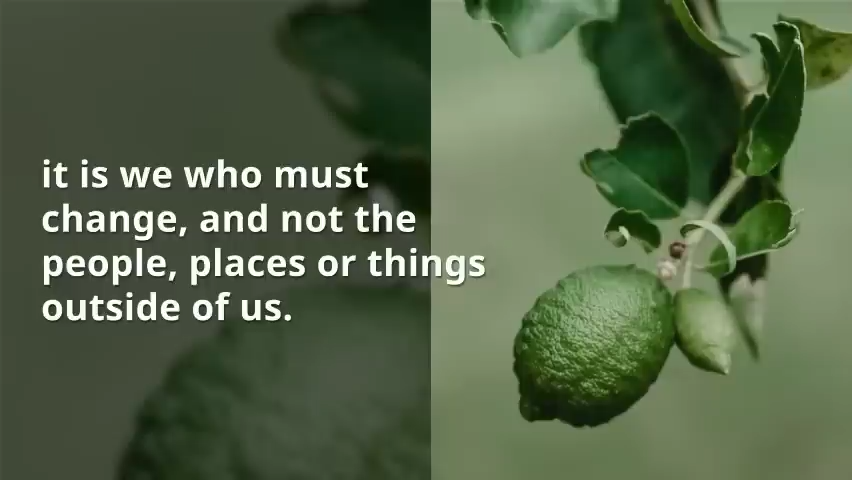 it is we who must
change, and not the
people, places or things
outside of us.